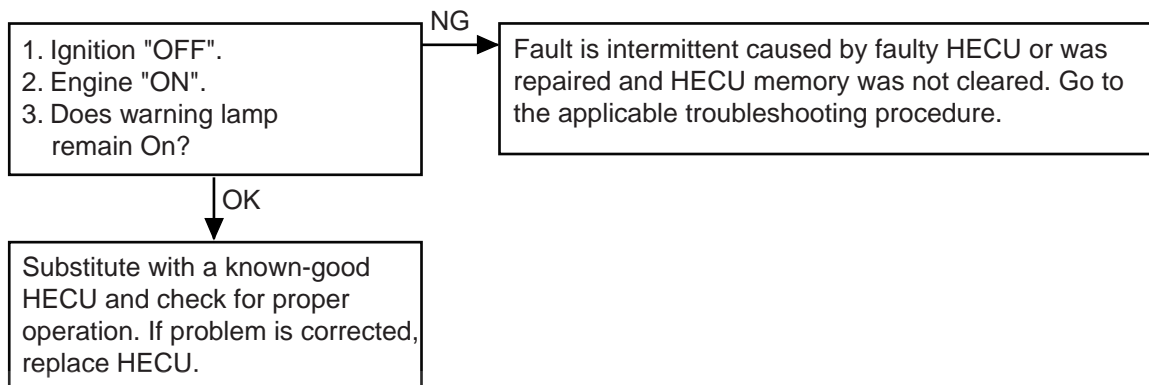 1. Ignition "OFF".
2. Engine "ON".
3. Does warning lamp
remain On?
NG
Fault is intermittent caused by faulty HECU or was
repaired and HECU memory was not cleared. Go to
the applicable troubleshooting procedure.
OK
Substitute with a known-good
HECU and check for proper
operation. If problem is corrected,
replace HECU.